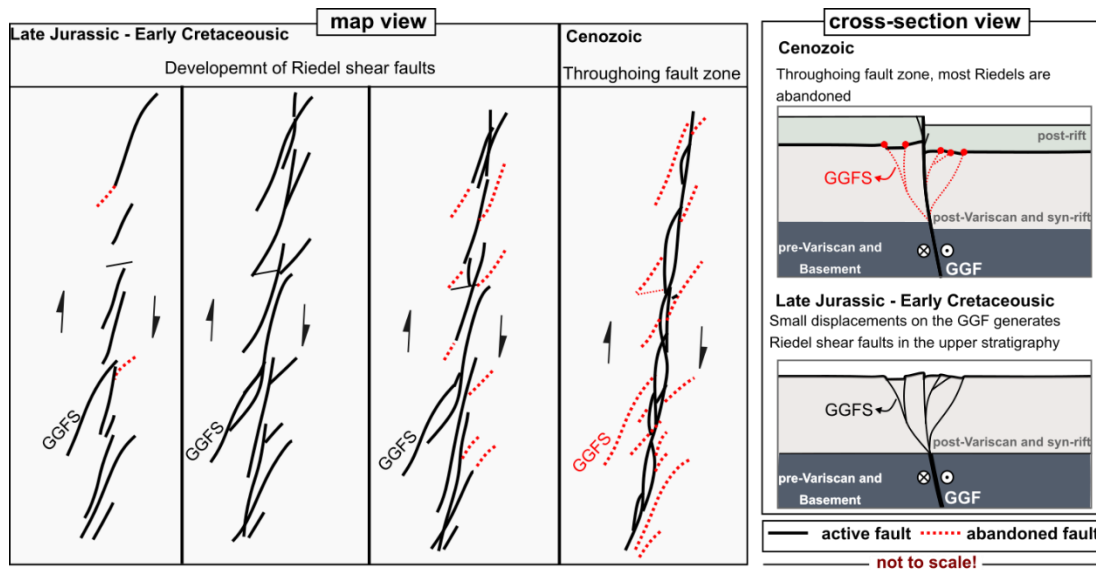 map view
Late Jurassic - Early Cretaceousic
Developemnt of Riedel shear faults
Cenozoic
Throughoing fault zone
GGFS
GGFS
GGFS
GGFS
cross-section view
Cenozoic
Throughoing fault zone, most Riedels are
abandoned
post-rift
GGFS
post-Variscan and syn-rift
pre-Variscan and
Basement
GGF
Late Jurassic - Early Cretaceousic
Small displacements on the GGF generates
Riedel shear faults in the upper stratigraphy
GGFS
post-Variscan and syn-rift
pre-Variscan and
Basement
GGF
active fault abandoned fault
not to scale!